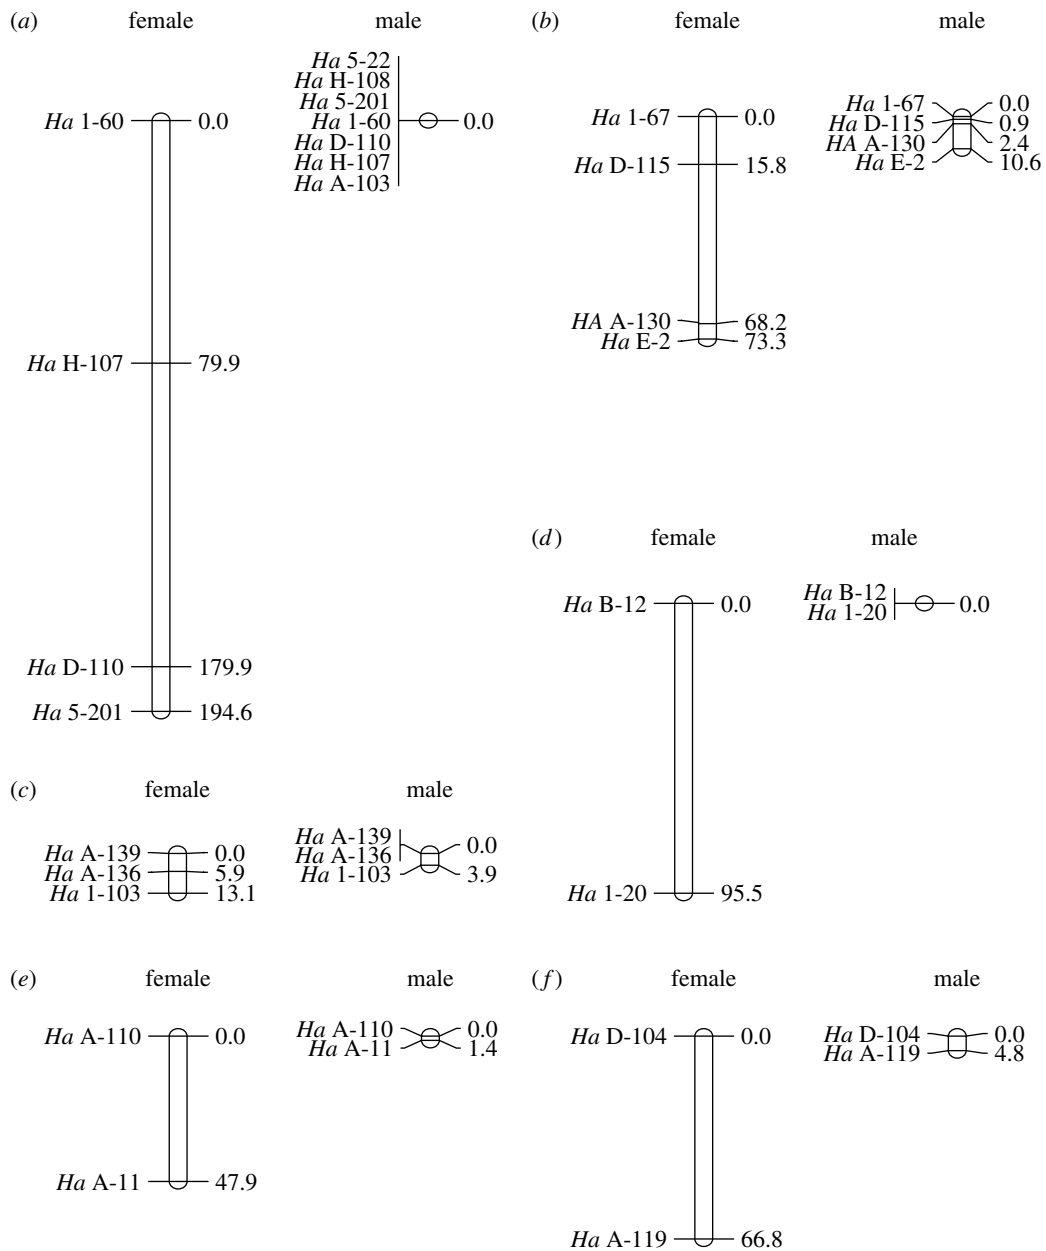 (a) female male
Ha 5-22
Ha H-108
Ha 5-201
Ha 1-60 0.0 Ha 1-60 0.0
Ha D-110
Ha H-107
Ha A-103
Ha H-107 79.9
Ha D-110 179.9
Ha 5-201 194.6
(b) female male
Ha 1-67 0.0 Ha 1-67 0.0
Ha D-115 0.9
HA A-130 2.4
Ha D-115 15.8 Ha E-2 10.6
HA A-130 68.2
Ha E-2 73.3
(c) female male
Ha A-139 0.0 Ha A-139 0.0
Ha A-136 5.9 Ha A-136
Ha 1-103 13.1 Ha 1-103 3.9
(d) female male
Ha B-12 0.0 Ha B-12 0.0
Ha 1-20
Ha 1-20 95.5
(e) female male
Ha A-110 0.0 Ha A-110 0.0
Ha A-11 1.4
Ha A-11 47.9
(f) female male
Ha D-104 0.0 Ha D-104 0.0
Ha A-119 4.8
Ha A-119 66.8